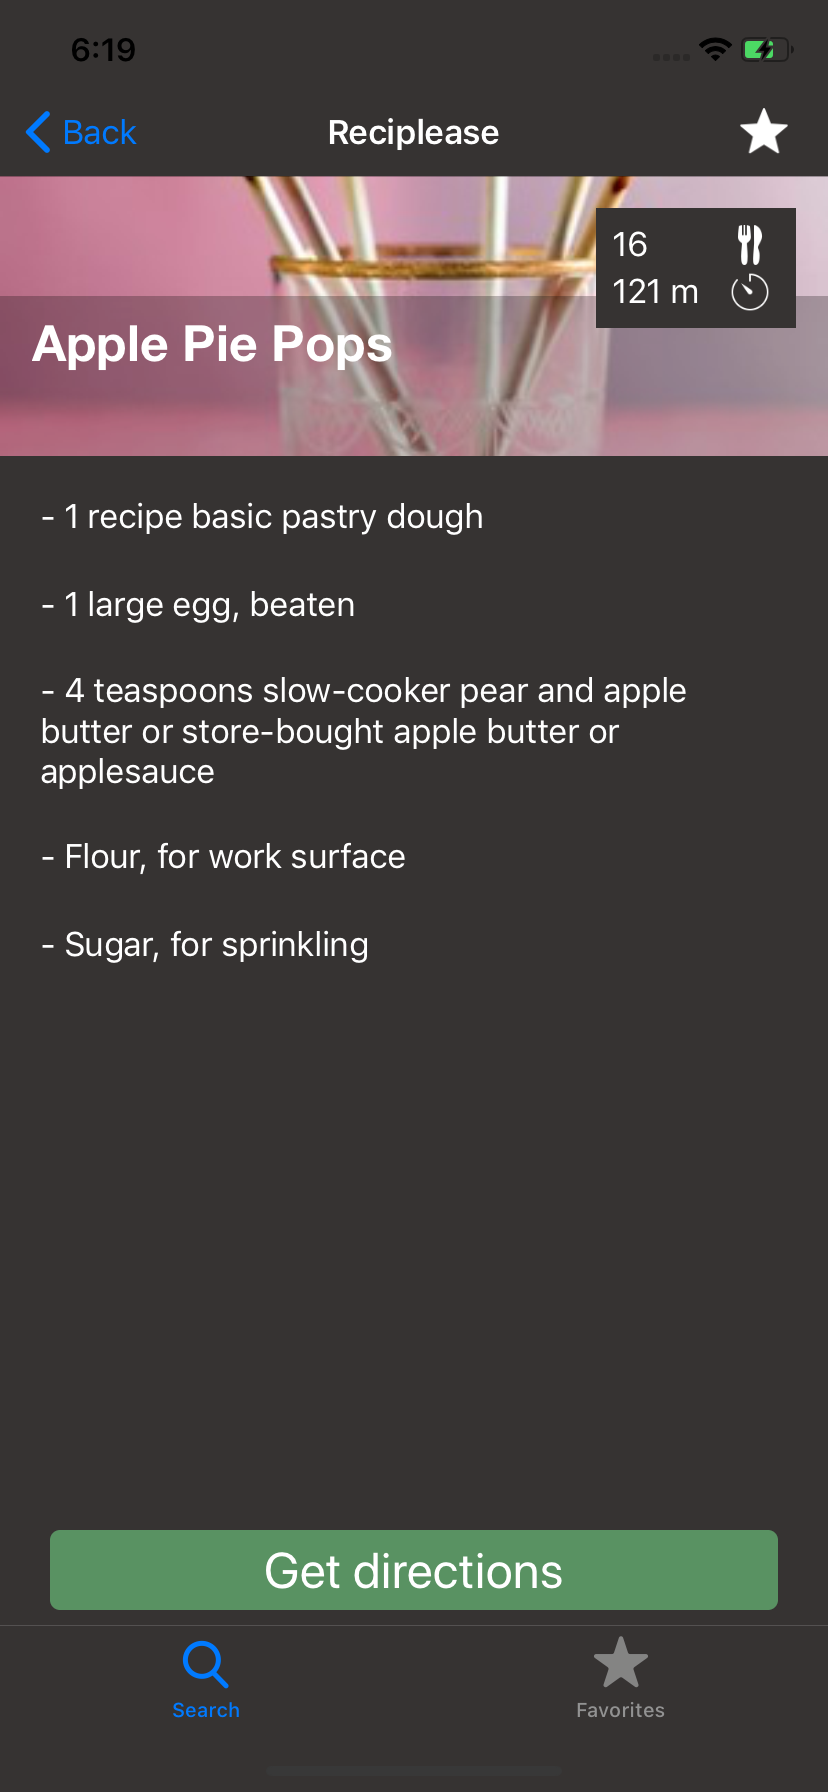 6:19
Back
Reciplease
16
121 m
Apple Pie Pops
- 1 recipe basic pastry dough
- 1 large egg, beaten
- 4 teaspoons slow-cooker pear and apple
butter or store-bought apple butter or
applesauce
- Flour, for work surface
- Sugar, for sprinkling
Get directions
Search
Favorites